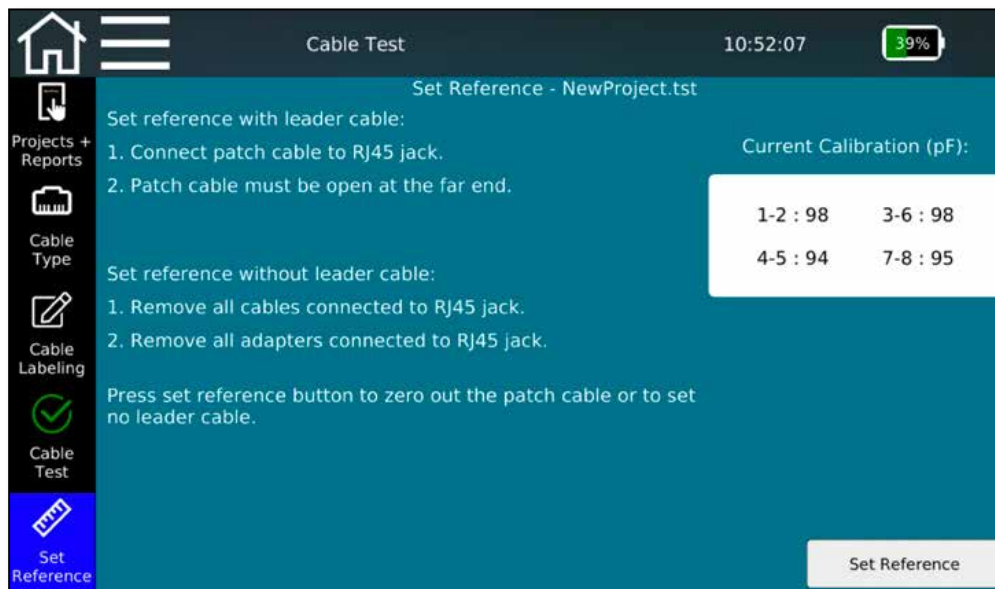 Cable Test
10:52:07
39%
Projects +
Reports
Cable
Type
Cable
Labeling
Cable
Test
Set
Reference
Set Reference - NewProject.tst
Set reference with leader cable:
1. Connect patch cable to RJ45 jack.
2. Patch cable must be open at the far end.
Set reference without leader cable:
1. Remove all cables connected to RJ45 jack.
2. Remove all adapters connected to RJ45 jack.
Press set reference button to zero out the patch cable or to set
no leader cable.
Current Calibration (pF):
1-2 : 98 3-6 : 98
4-5 : 94 7-8 : 95
Set Reference